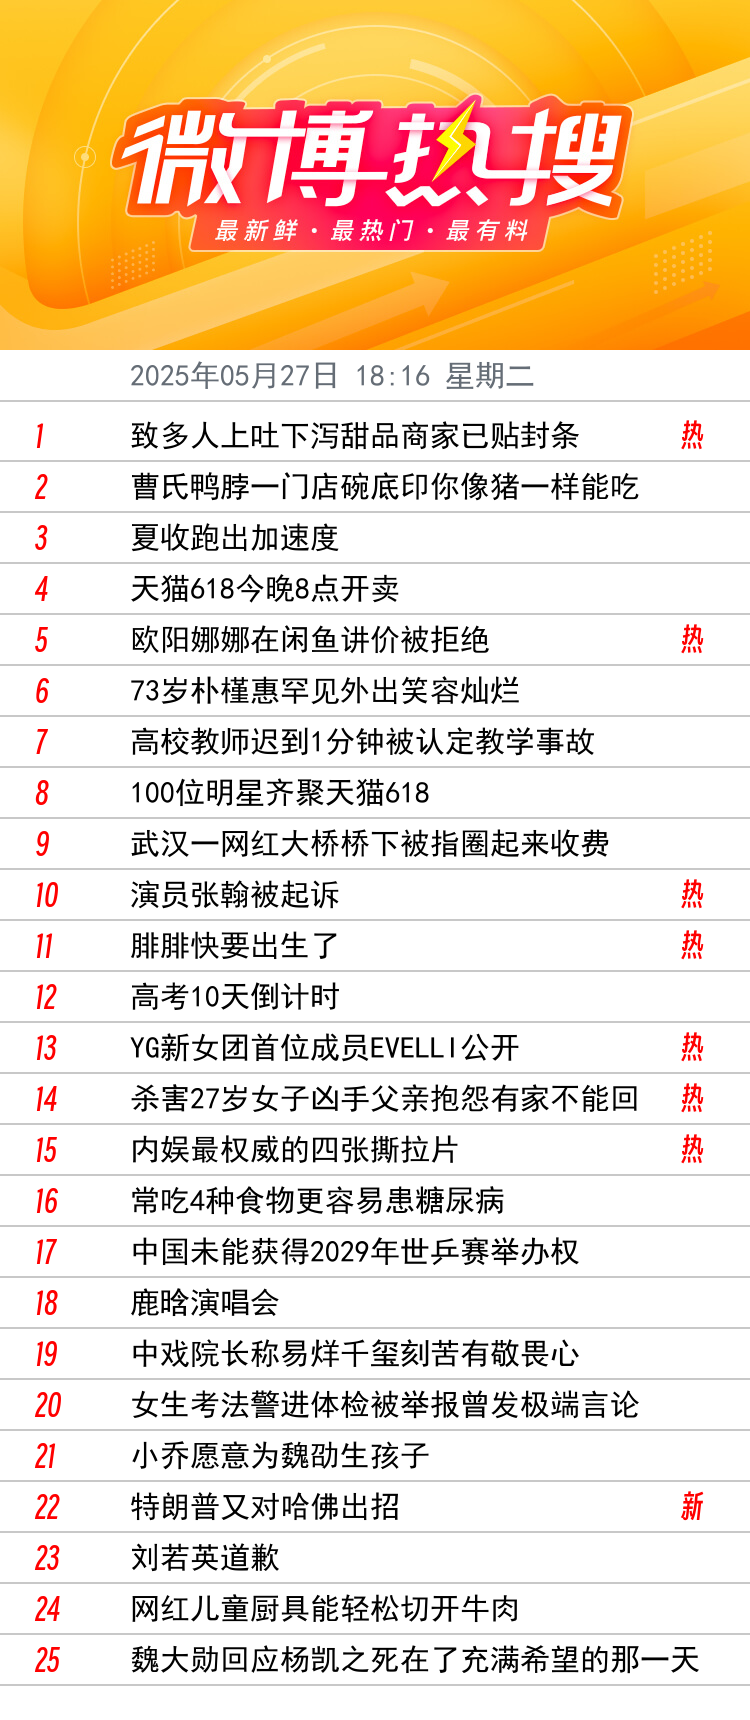 微博热搜
最新鲜·最热门·最有料
2025年05月27日 18:16 星期二
1 致多人上吐下泻甜品商家已贴封条 热
2 曹氏鸭脖一门店碗底印你像猪一样能吃
3 夏收跑出加速度
4 天猫618今晚8点开卖
5 欧阳娜娜在闲鱼讲价被拒绝 热
6 73岁朴槿惠罕见外出笑容灿烂
7 高校教师迟到1分钟被认定教学事故
8 100位明星齐聚天猫618
9 武汉一网红大桥桥下被指圈起来收费
10 演员张翰被起诉 热
11 腓腓快要出生了 热
12 高考10天倒计时
13 YG新女团首位成员EVELLI公开 热
14 杀害27岁女子凶手父亲抱怨有家不能回 热
15 内娱最权威的四张撕拉片 热
16 常吃4种食物更容易患糖尿病
17 中国未能获得2029年世乒赛举办权
18 鹿晗演唱会
19 中戏院长称易烊千玺刻苦有敬畏心
20 女生考法警进体检被举报曾发极端言论
21 小乔愿意为魏劭生孩子
22 特朗普又对哈佛出招 新
23 刘若英道歉
24 网红儿童厨具能轻松切开牛肉
25 魏大勋回应杨凯之死在了充满希望的那一天